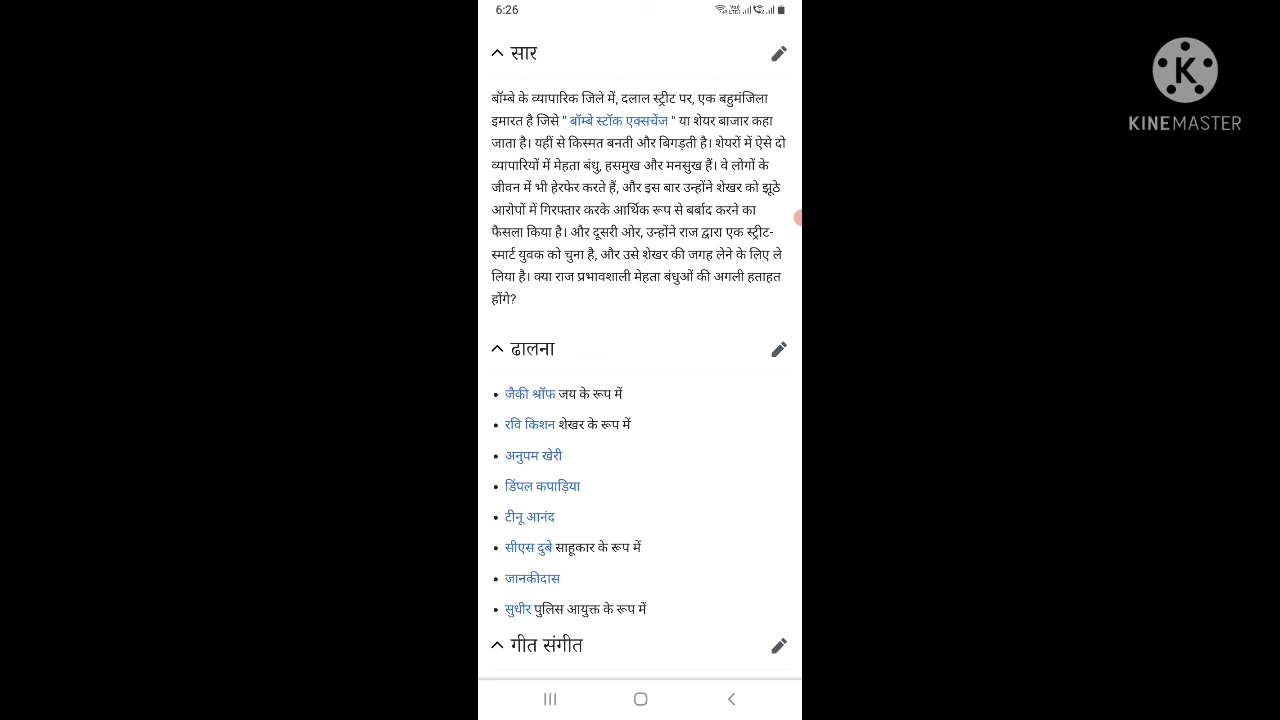 6:26
सार
बॉम्बे के व्यापारिक जिले में, दलाल स्ट्रीट पर, एक बहुमंजिला
इमारत है जिसे " बॉम्बे स्टॉक एक्सचेंज " या शेयर बाजार कहा
जाता है। यहीं से किस्मत बनती और बिगड़ती है। शेयरों में ऐसे दो
व्यापारियों में मेहता बंधु, हसमुख और मनसुख हैं। वे लोगों के
जीवन में भी हेरफेर करते हैं, और इस बार उन्होंने शेखर को झूठे
आरोपों में गिरफ्तार करके आर्थिक रूप से बर्बाद करने का
फैसला किया है। और दूसरी ओर, उन्होंने राज द्वारा एक स्ट्रीट-
स्मार्ट युवक को चुना है, और उसे शेखर की जगह लेने के लिए ले
लिया है। क्या राज प्रभावशाली मेहता बंधुओं की अगली हताहत
होंगे?
ढालना
• जैकी श्रॉफ जय के रूप में
• रवि किशन शेखर के रूप में
• अनुपम खेरी
• डिंपल कपाड़िया
• टीनू आनंद
• सीएस दुबे साहूकार के रूप में
• जानकीदास
• सुधीर पुलिस आयुक्त के रूप में
गीत संगीत
K
KINEMASTER